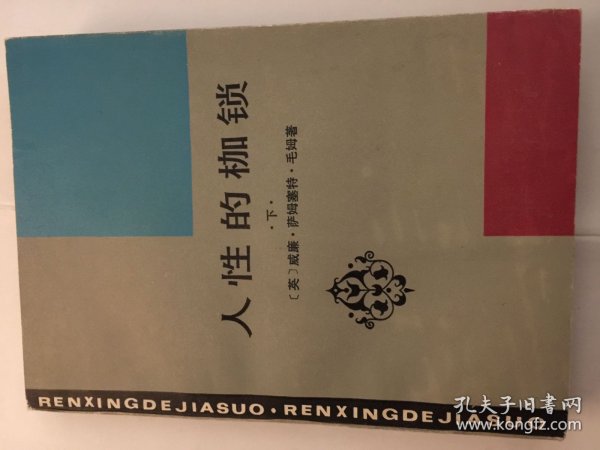 人性的枷锁
·下·
〔英〕威廉·萨姆塞特·毛姆著
RENXINGDEJIASUO·RENXINGDEJIASUO
孔夫子旧书网
www.kongfz.com